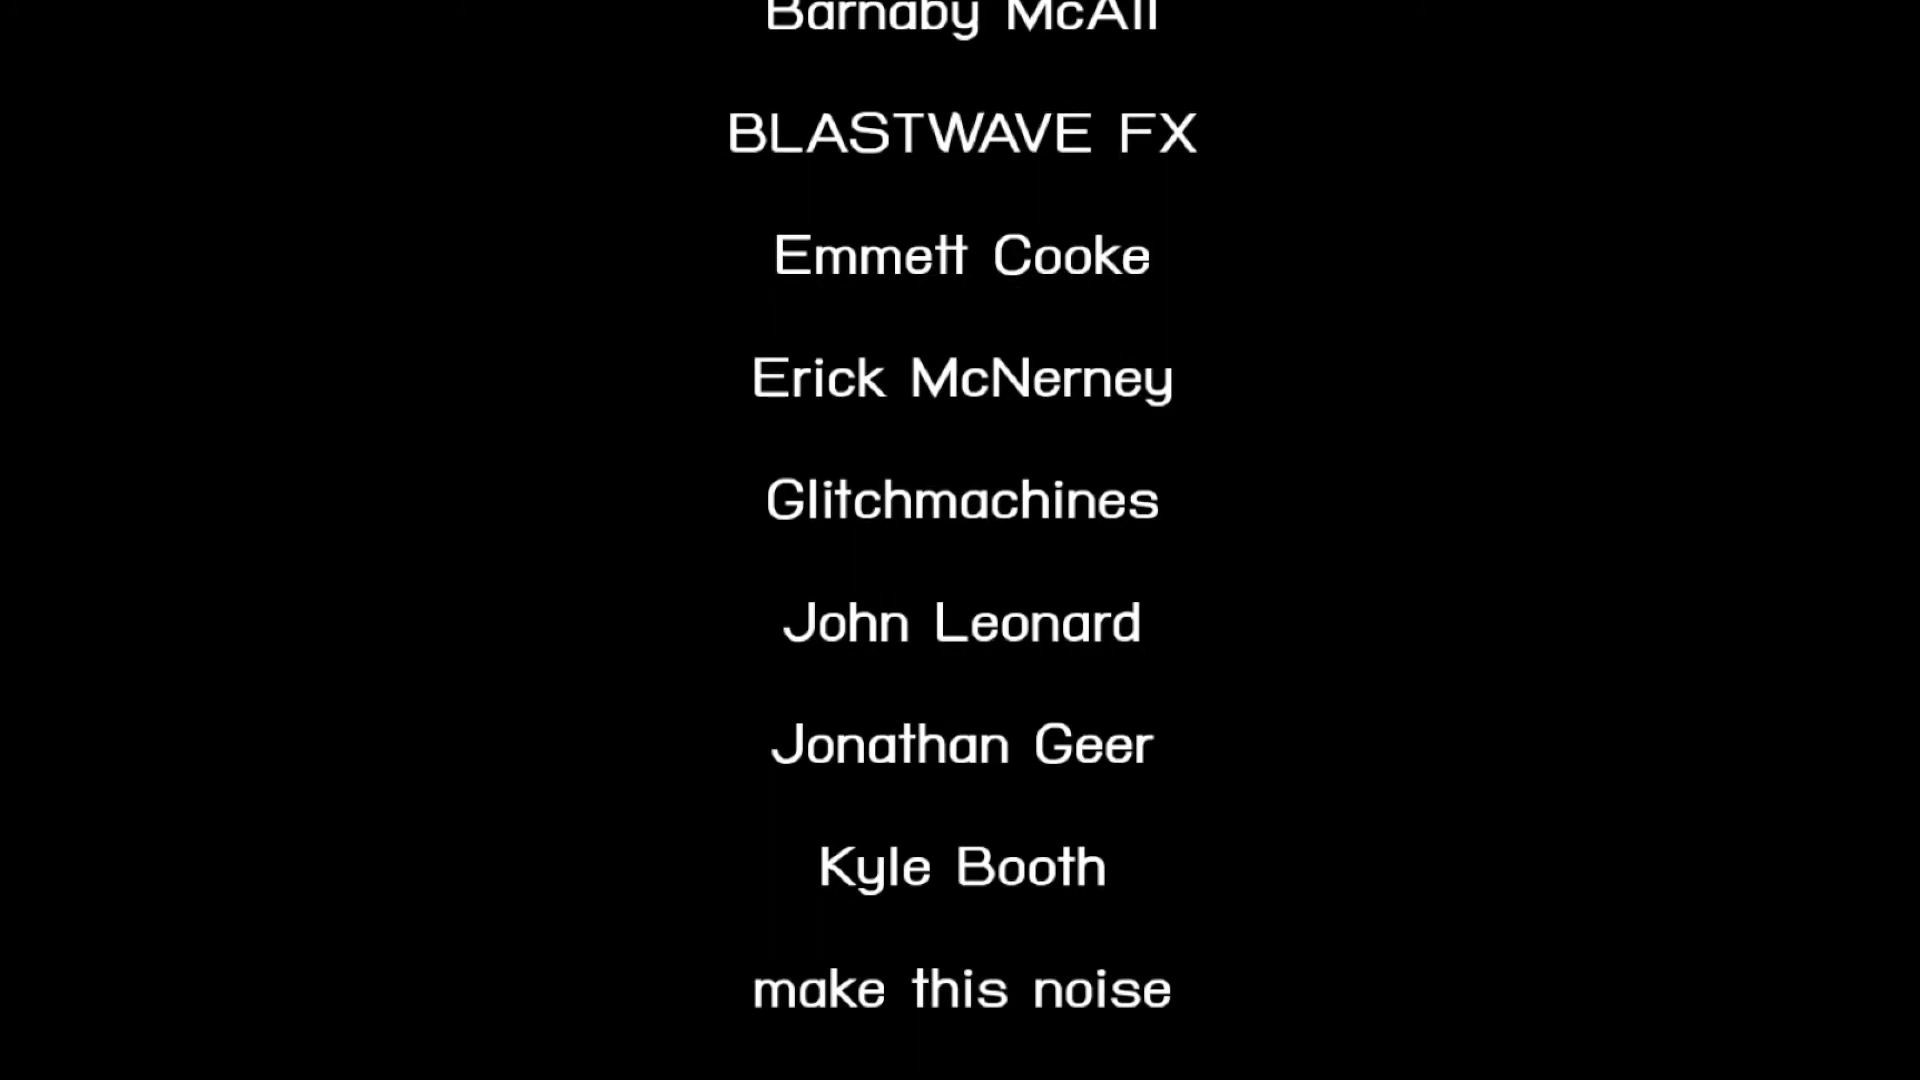 Barnaby McAll
BLASTWAVE FX
Emmett Cooke
Erick McNerney
Glitchmachines
John Leonard
Jonathan Geer
Kyle Booth
make this noise